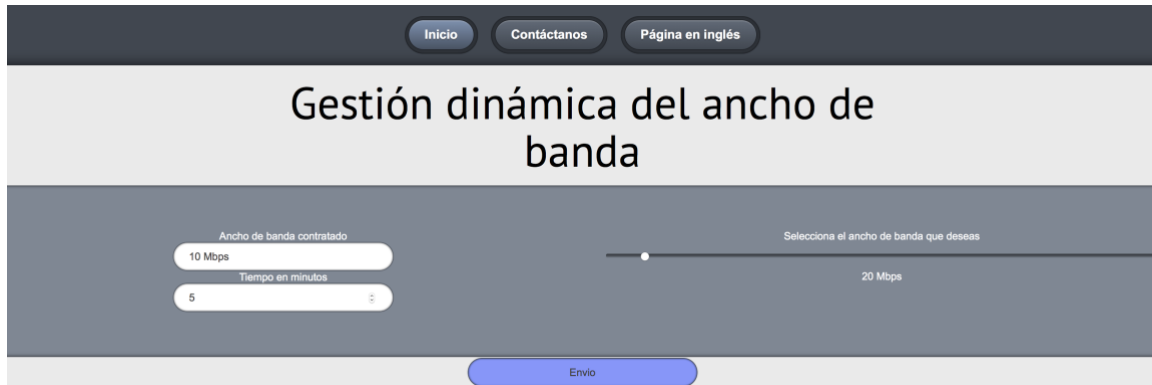 Inicio Contáctanos Página en inglés
Gestión dinámica del ancho de
banda
Ancho de banda contratado
10 Mbps
Tiempo en minutos
5
Selecciona el ancho de banda que deseas
20 Mbps
Envio